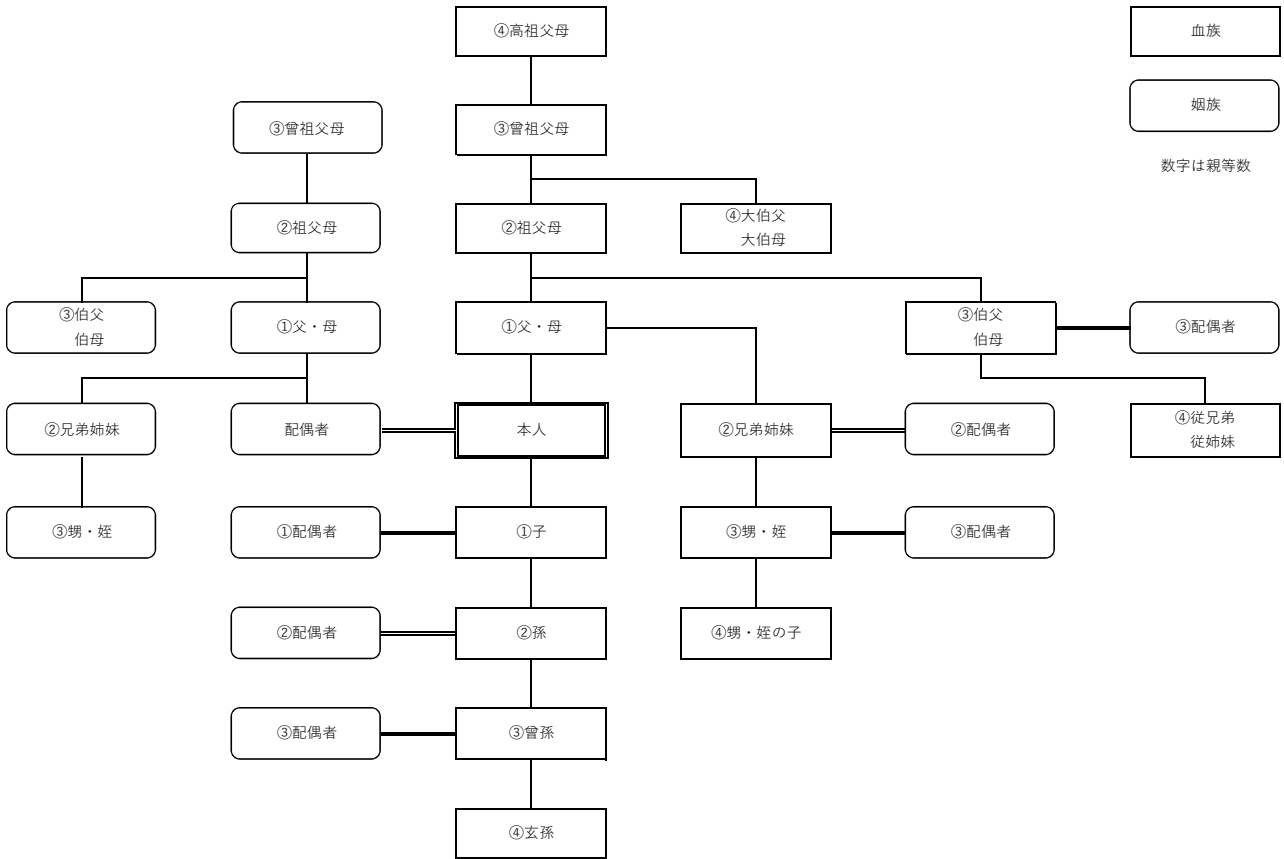 ④高祖父母
血族
③曾祖父母
③曾祖父母
姻族
数字は親等数
②祖父母
②祖父母
④大伯父
大伯母
③伯父
伯母
①父・母
①父・母
③伯父
伯母
③配偶者
②兄弟姉妹
配偶者
本人
②兄弟姉妹
②配偶者
④従兄弟
従姉妹
③甥・姪
①配偶者
①子
③甥・姪
③配偶者
②配偶者
②孫
④甥・姪の子
③配偶者
③曾孫
④玄孫